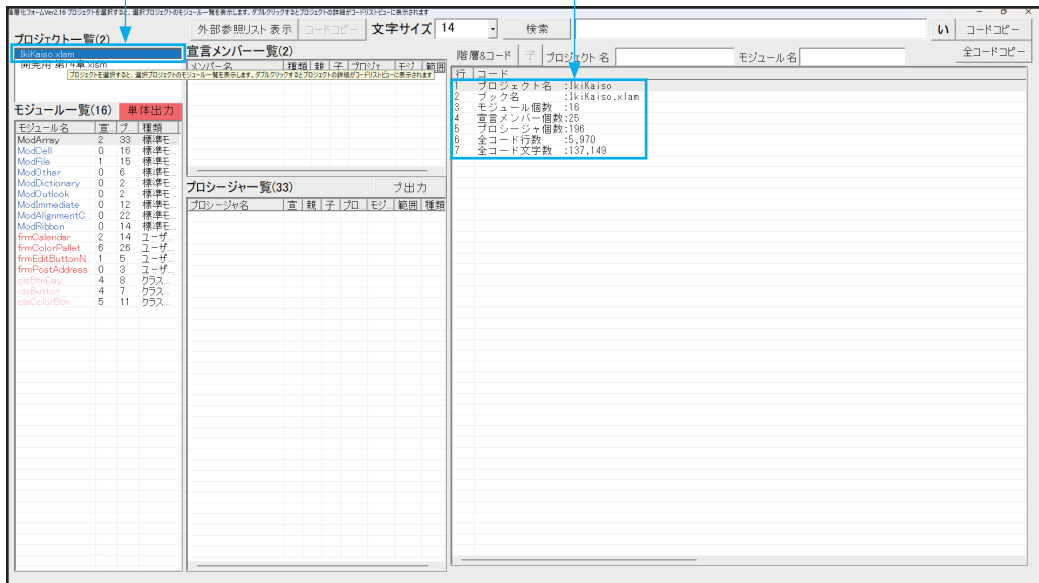 階層化フォームVer2.16 プロジェクトを選択すると、選択プロジェクトのモジュール一覧を表示します。ダブルクリックするとプロジェクトの詳細がコードリストビューに表示されます
プロジェクト一覧(2)
IkiKaiso.xlam
開発用 第14章.xlsm
プロジェクトを選択すると、選択プロジェクトのモジュール一覧を表示します。ダブルクリックするとプロジェクトの詳細がコードリストビューに表示されます
外部参照リスト表示 コードコピー 文字サイズ 14 検索 い コードコピー
全コードコピー
モジュール一覧(16) 単体出力
モジュール名 宣 プ... 種類
ModArray 2 33 標準モ...
ModCell 0 16 標準モ...
ModFile 1 15 標準モ...
ModOther 0 6 標準モ...
ModDictionary 0 2 標準モ...
ModOutlook 0 2 標準モ...
ModImmediate 0 12 標準モ...
ModAlignmentC... 0 22 標準モ...
ModRibbon 0 14 標準モ...
frmCalendar 2 14 ユーザ...
frmColorPallet 6 26 ユーザ...
frmEditButtonN... 1 5 ユーザ...
frmPostAddress 0 3 ユーザ...
clsBtnDay 4 8 クラス...
clsButton 4 7 クラス...
clsColorBtn 5 11 クラス...
宣言メンバー一覧(2)
メンバー名 種類 親 子 プロジェ... モジ... 範囲
プロシージャ一覧(33) プ出力
プロシージャ名 宣 親 子 プロ... モジ... 範囲 種類
階層&コード 子 プロジェクト名 モジュール名
行 コード
1 プロジェクト名 :IkiKaiso
2 ブック名 :IkiKaiso.xlam
3 モジュール個数 :16
4 宣言メンバー個数:25
5 プロシージャ個数:196
6 全コード行数 :5,970
7 全コード文字数 :137,149